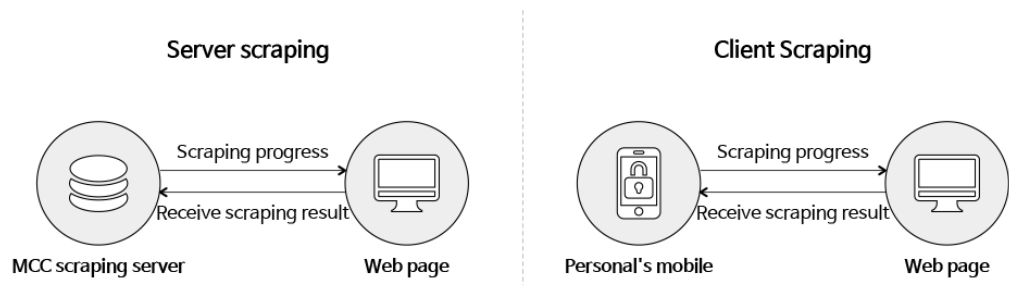 Server scraping
Scraping progress
Receive scraping result
MCC scraping server
Web page
Client Scraping
Scraping progress
Receive scraping result
Personal's mobile
Web page